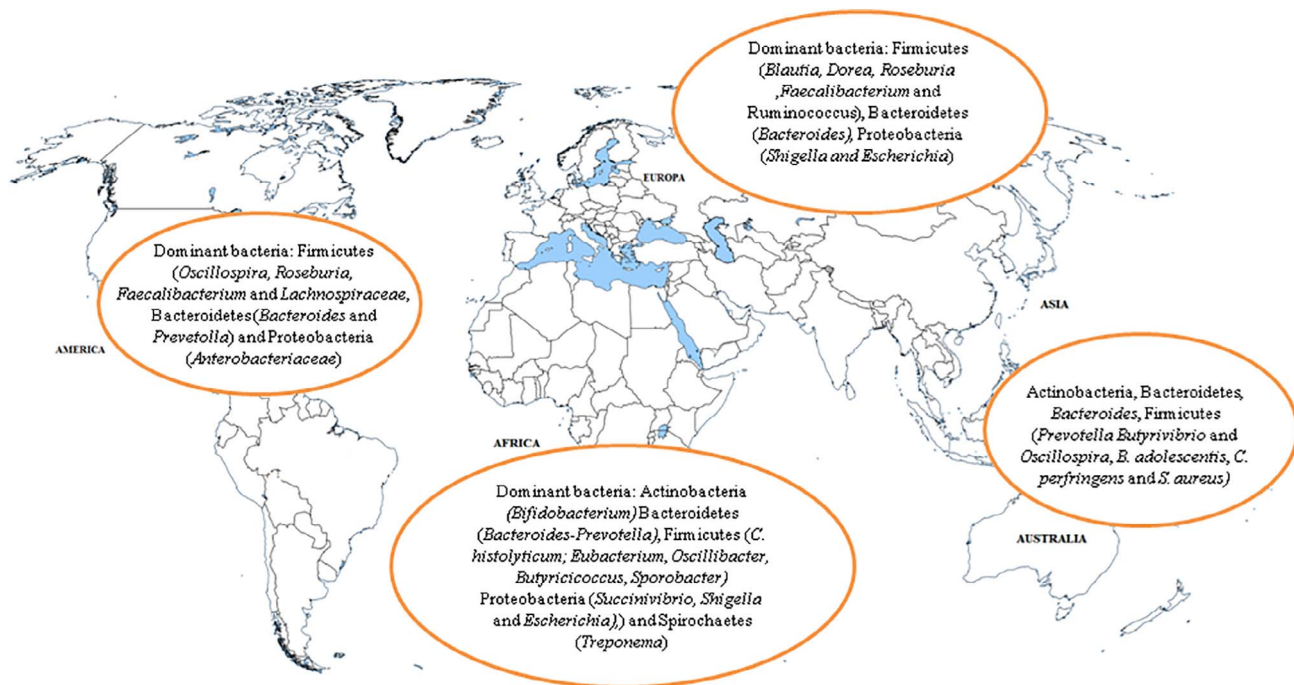 Dominant bacteria: Firmicutes
(Blautia, Dorea, Roseburia
,Faecalibacterium and
Ruminococcus), Bacteroidetes
(Bacteroides), Proteobacteria
(Shigella and Escherichia)
EUROPA
Dominant bacteria: Firmicutes
(Oscillospira, Roseburia,
Faecalibacterium and Lachnospiraceae,
Bacteroidetes(Bacteroides and
Prevetolla) and Proteobacteria
(Anterobacteriaceae)
AMERICA
ASIA
Actinobacteria, Bacteroidetes,
Bacteroides, Firmicutes
(Prevotella Butyrivibrio and
Oscillospira, B. adolescentis, C.
perfringens and S. aureus)
AUSTRALIA
AFRICA
Dominant bacteria: Actinobacteria
(Bifidobacterium) Bacteroidetes
(Bacteroides-Prevotella), Firmicutes (C.
histolyticum; Eubacterium, Oscillibacter,
Butyricicoccus, Sporobacter)
Proteobacteria (Succinivibrio, Shigella
and Escherichia),) and Spirochaetes
(Treponema)